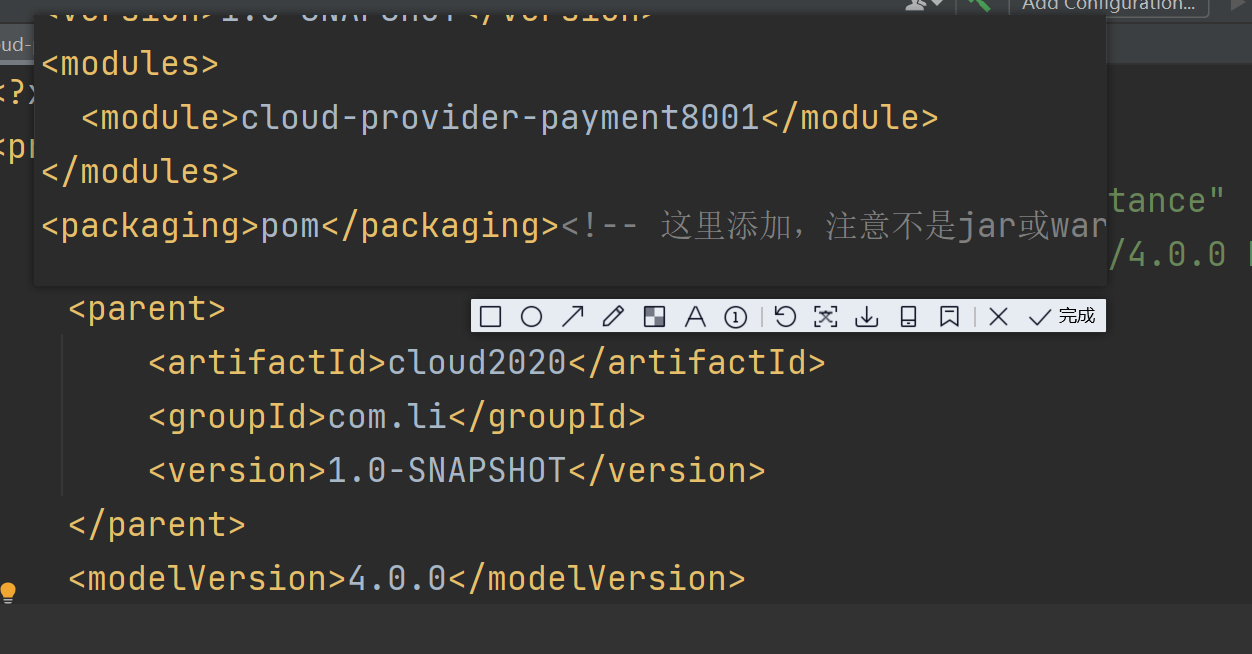 <version>1.0-SNAPSHOT</version>
Add Configuration...
oud-
<modules>
<?x
<module>cloud-provider-payment8001</module>
<pr
</modules>
tance"
<packaging>pom</packaging><!-- 这里添加，注意不是jar或war
/4.0.0
<parent>
1
完成
<artifactId>cloud2020</artifactId>
<groupId>com.li</groupId>
<version>1.0-SNAPSHOT</version>
</parent>
<modelVersion>4.0.0</modelVersion>